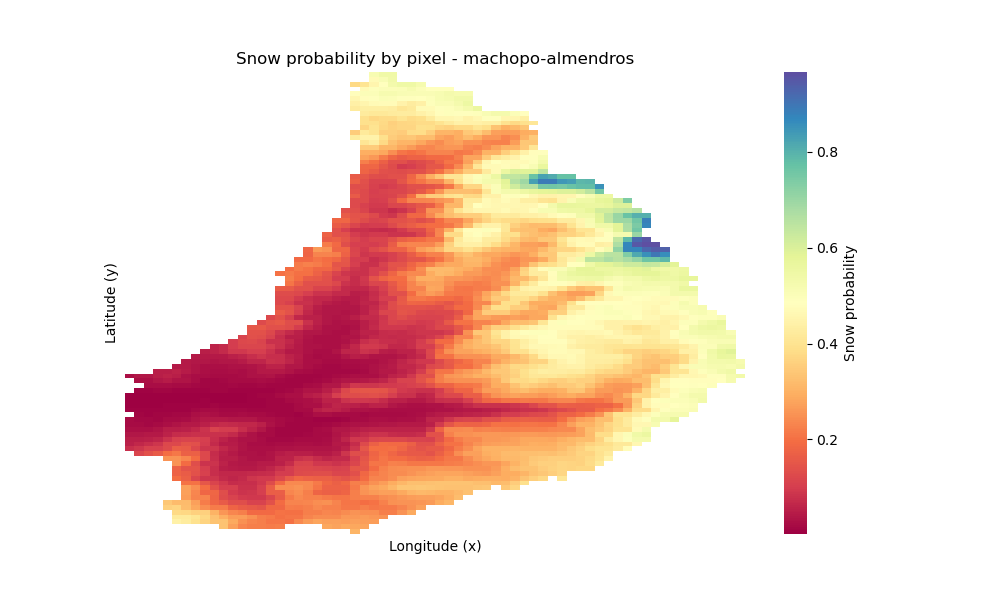 Snow probability by pixel - machopo-almendros
Latitude (y)
Longitude (x)
0.8
0.6
0.4
0.2
Snow probability